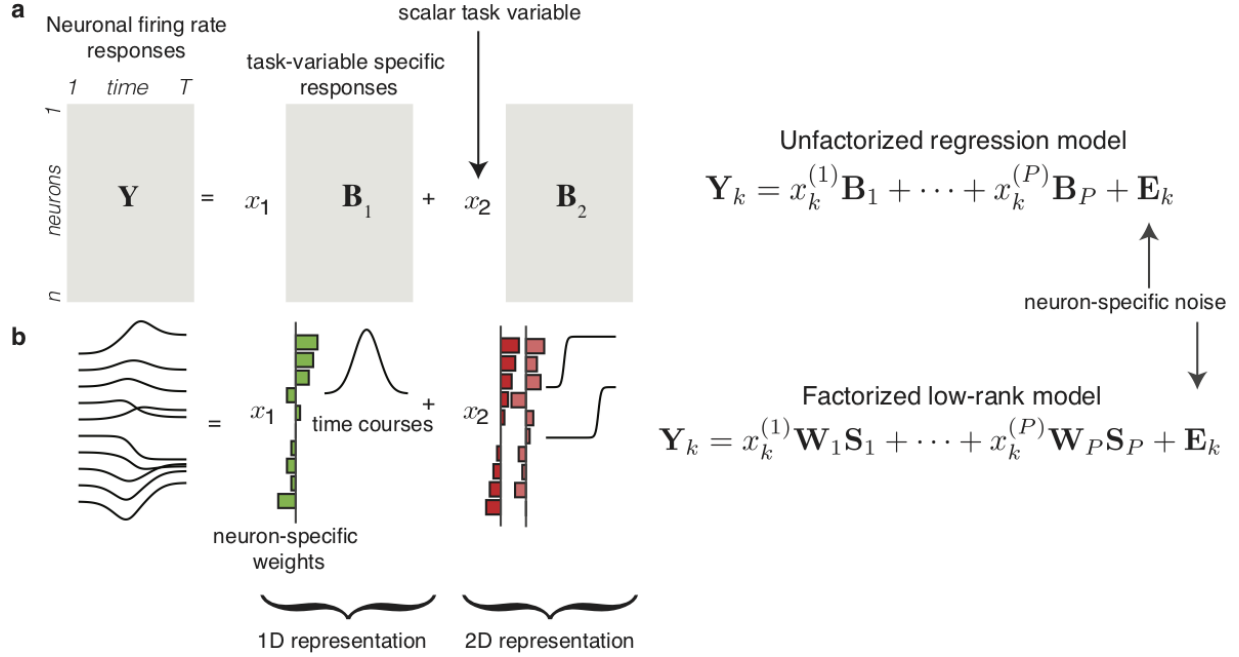 a
scalar task variable
Neuronal firing rate
responses
task-variable specific
responses
1 time T
1
neurons
n
Y = x₁ B₁ + x₂ B₂
Unfactorized regression model
Yₖ = xₖ⁽¹⁾B₁ + ⋯ + xₖ⁽ᴾ⁾B_P + Eₖ
neuron-specific noise
b
= x₁ time courses + x₂
Factorized low-rank model
Yₖ = xₖ⁽¹⁾W₁S₁ + ⋯ + xₖ⁽ᴾ⁾W_PS_P + Eₖ
neuron-specific
weights
1D representation
2D representation